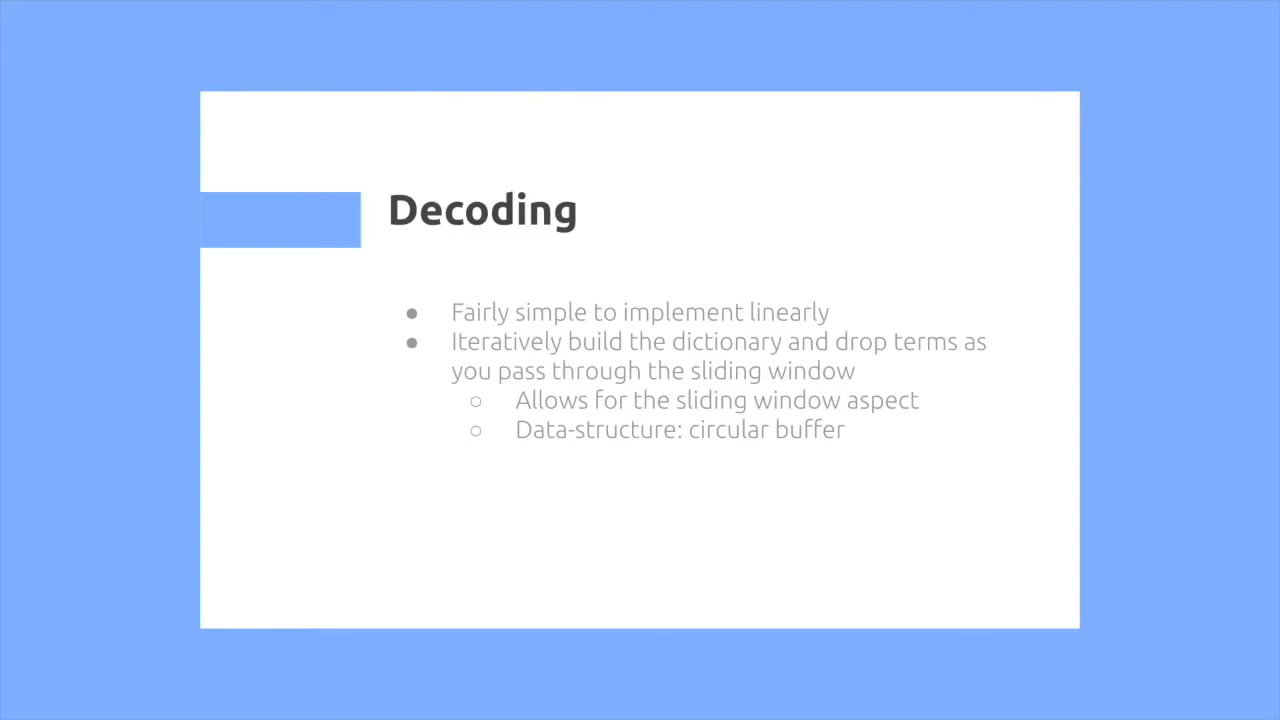 Decoding
● Fairly simple to implement linearly
● Iteratively build the dictionary and drop terms as
you pass through the sliding window
○ Allows for the sliding window aspect
○ Data-structure: circular buffer